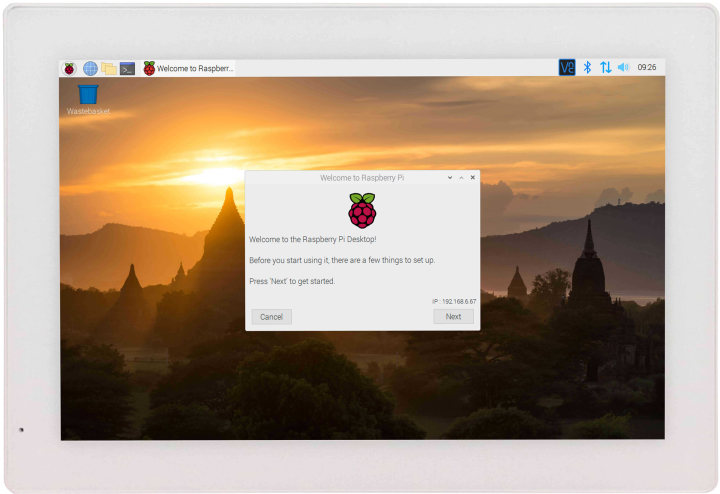 Welcome to Raspberr...
VC
09:26
Wastebasket
Welcome to Raspberry Pi
Welcome to the Raspberry Pi Desktop!
Before you start using it, there are a few things to set up.
Press 'Next' to get started.
IP : 192.168.6.67
Cancel
Next